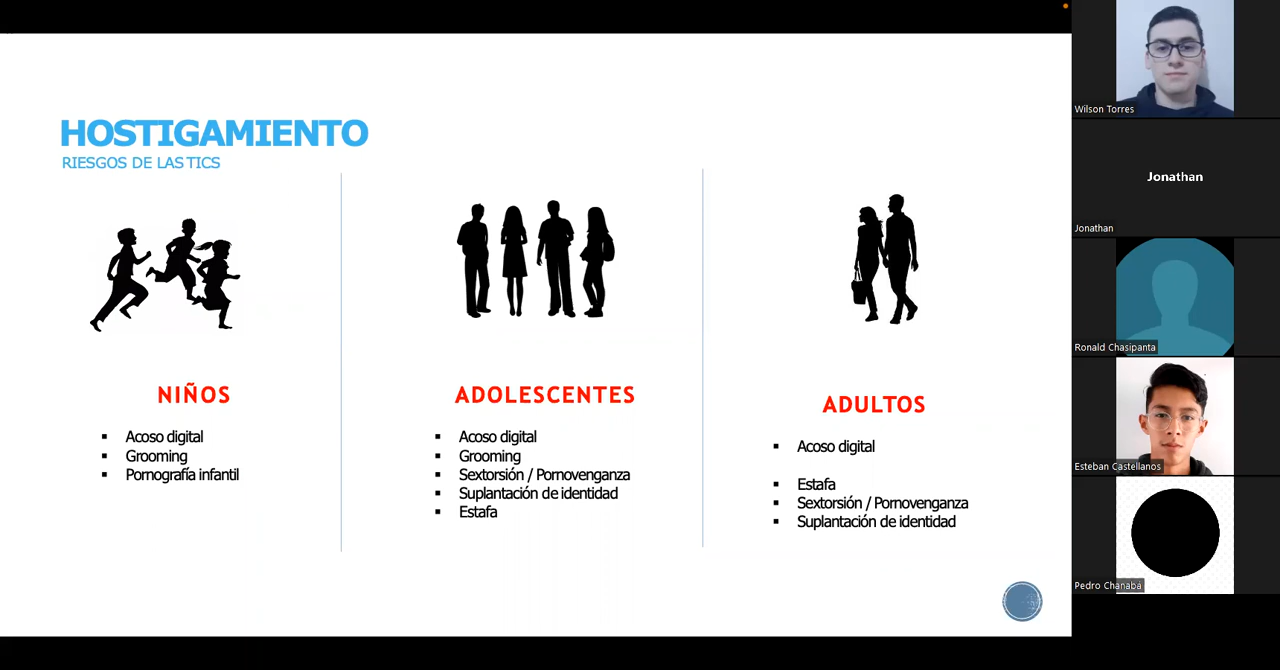 HOSTIGAMIENTO
RIESGOS DE LAS TICS
NIÑOS
▪ Acoso digital
▪ Grooming
▪ Pornografía infantil
ADOLESCENTES
▪ Acoso digital
▪ Grooming
▪ Sextorsión / Pornovenganza
▪ Suplantación de identidad
▪ Estafa
ADULTOS
▪ Acoso digital
▪ Estafa
▪ Sextorsión / Pornovenganza
▪ Suplantación de identidad
Wilson Torres
Jonathan
Jonathan
Ronald Chasipanta
Esteban Castellanos
Pedro Chanabá